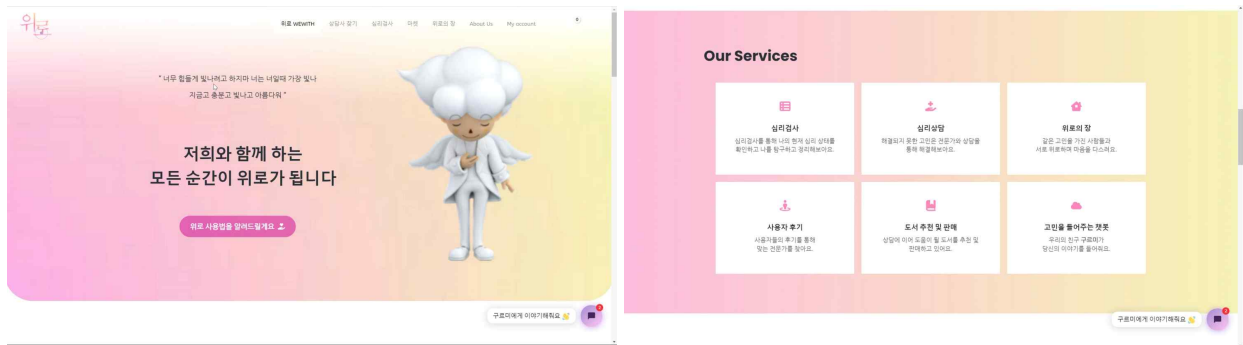 위로
위로 WEWITH
상담사 찾기
심리검사
마켓
위로의 장
About Us
My account
0
" 너무 힘들게 빛나려고 하지마 너는 너일때 가장 빛나
지금고 충분고 빛나고 아름다워 "
저희와 함께 하는
모든 순간이 위로가 됩니다
위로 사용법을 알려드릴게요
구르미에게 이야기해줘요
2
Our Services
심리검사
심리검사를 통해 나의 현재 심리 상태를
확인하고 나를 탐구하고 정리해보아요.
심리상담
해결되지 못한 고민은 전문가와 상담을
통해 해결해보아요.
위로의 장
같은 고민을 가진 사람들과
서로 위로하며 마음을 다스려요.
사용자 후기
사용자들의 후기를 통해
맞는 전문가를 찾아요.
도서 추천 및 판매
상담에 이어 도움이 될 도서를 추천 및
판매하고 있어요.
고민을 들어주는 챗봇
우리의 친구 구르미가
당신의 이야기를 들어줘요.
구르미에게 이야기해줘요
2